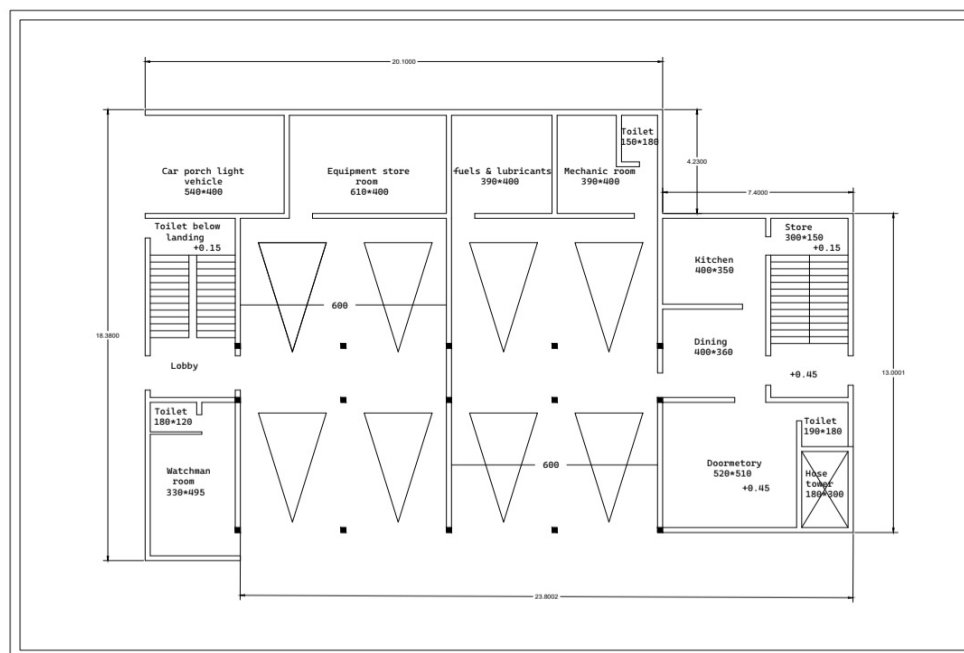 20.1000
Toilet
150*180
4.2300
Car porch light
vehicle
540*400
Equipment store
room
610*400
fuels & lubricants
390*400
Mechanic room
390*400
7.4000
Toilet below
landing
+0.15
Store
300*150
+0.15
Kitchen
400*350
600
18.3800
Dining
400*360
Lobby
+0.45
13.0001
Toilet
180*120
Toilet
190*180
Watchman
room
330*495
600
Doormetory
520*510
+0.45
Hose
tower
180*300
23.8002